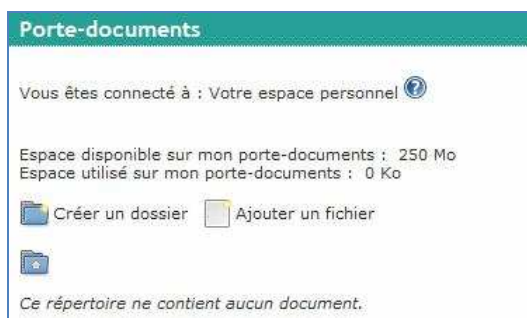 Porte-documents
Vous êtes connecté à : Votre espace personnel ?
Espace disponible sur mon porte-documents : 250 Mo
Espace utilisé sur mon porte-documents : 0 Ko
Créer un dossier Ajouter un fichier
Ce répertoire ne contient aucun document.